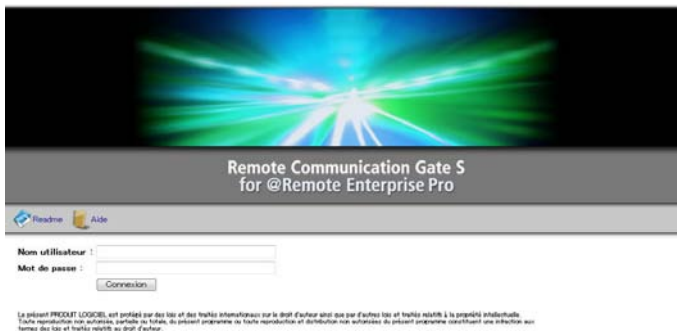 Remote Communication Gate S
for @Remote Enterprise Pro
Readme Aide
Nom utilisateur :
Mot de passe :
Connexion
Le présent PRODUIT LOGICIEL est protégé par des lois et des traités internationaux sur le droit d'auteur ainsi que par d'autres lois et traités relatifs à la propriété intellectuelle.
Toute reproduction non autorisée, partielle ou totale, du présent programme ou toute reproduction et distribution non autorisées du présent programme constituent une infraction aux
termes des lois et traités relatifs au droit d'auteur.